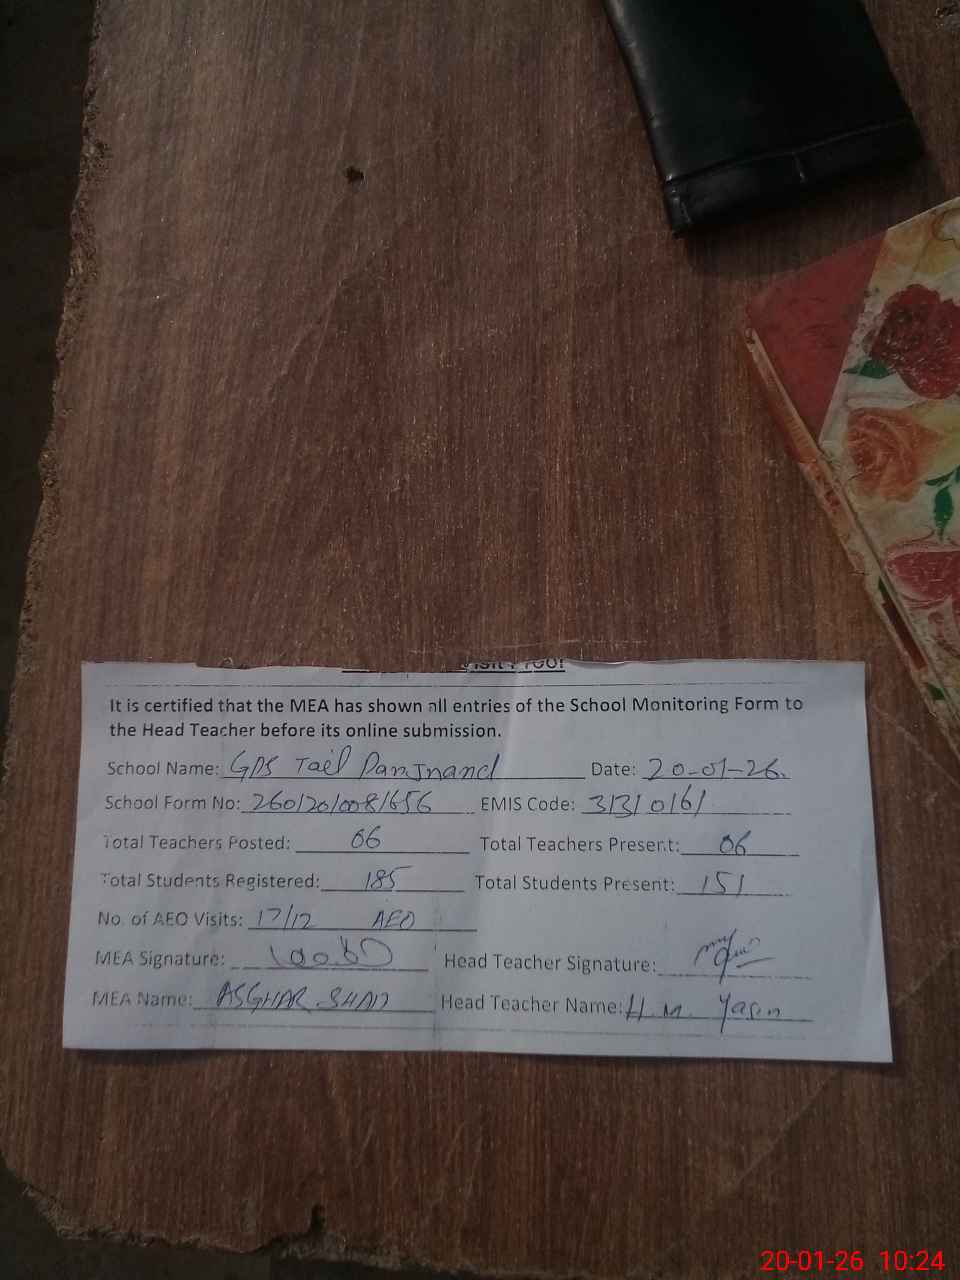 Visit Proof
It is certified that the MEA has shown all entries of the School Monitoring Form to
the Head Teacher before its online submission.
School Name: GPS Tail Panjnand Date: 20-01-26.
School Form No: 260120/0081656 EMIS Code: 31310161
Total Teachers Posted: 06 Total Teachers Present: 06
Total Students Registered: 185 Total Students Present: 151
No. of AEO Visits: 17/12 AEO
MEA Signature: Head Teacher Signature:
MEA Name: ASGHAR SHAD Head Teacher Name: H.M. Yasin
20-01-26 10:24